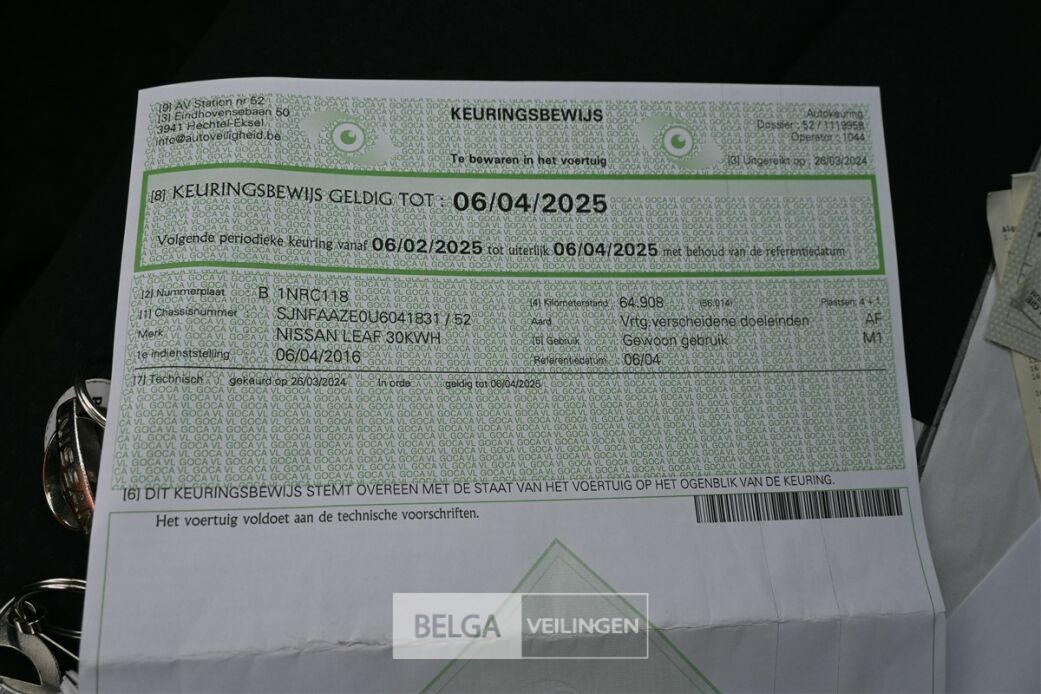 [9] AV Station nr 52
[3] Eindhovensebaan 50
3941 Hechtel-Eksel
info@autoveiligheid.be
KEURINGSBEWIJS
Te bewaren in het voertuig
Autokeuring
Dossier : 52 / 1119958
Operator : 1044
[3] Uitgereikt op : 26/03/2024
[8] KEURINGSBEWIJS GELDIG TOT : 06/04/2025
Volgende periodieke keuring vanaf 06/02/2025 tot uiterlijk 06/04/2025 met behoud van de referentiedatum
[2] Nummerplaat B 1NRC118
[1] Chassisnummer : SJNFAAZE0U6041831 / 52
Merk NISSAN LEAF 30KWH
1e indienststelling 06/04/2016
[4] Kilometerstand 64.908 (56.014) Plaatsen: 4 + 1
Aard Vrtg.verscheidene doeleinden AF
[5] Gebruik Gewoon gebruik M1
Referentiedatum 06/04
[7] Technisch gekeurd op 26/03/2024 In orde geldig tot 06/04/2025
[6] DIT KEURINGSBEWIJS STEMT OVEREEN MET DE STAAT VAN HET VOERTUIG OP HET OGENBLIK VAN DE KEURING.
Het voertuig voldoet aan de technische voorschriften.
BELGA VEILINGEN